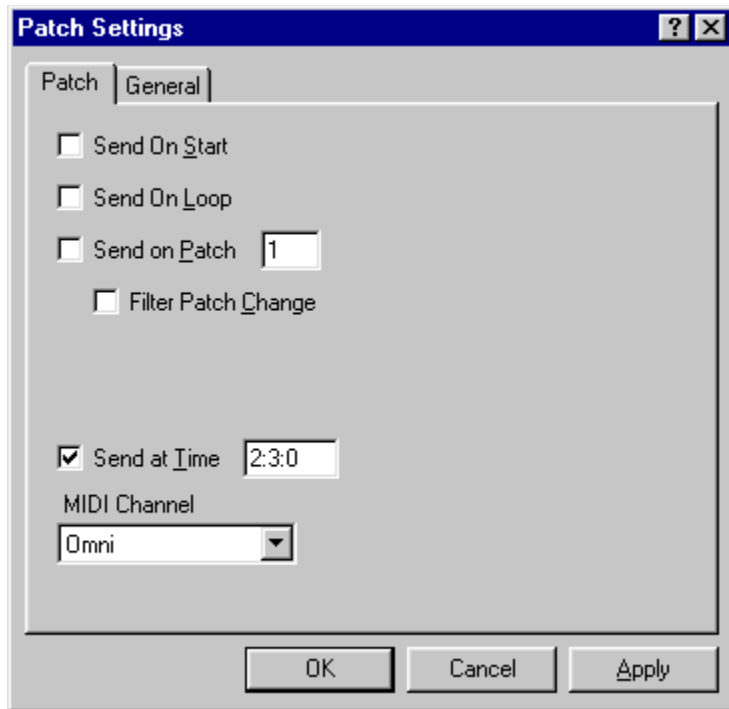 Patch Settings
Patch General
Send On Start
Send On Loop
Send on Patch 1
Filter Patch Change
Send at Time 2:3:0
MIDI Channel
Omni
OK Cancel Apply